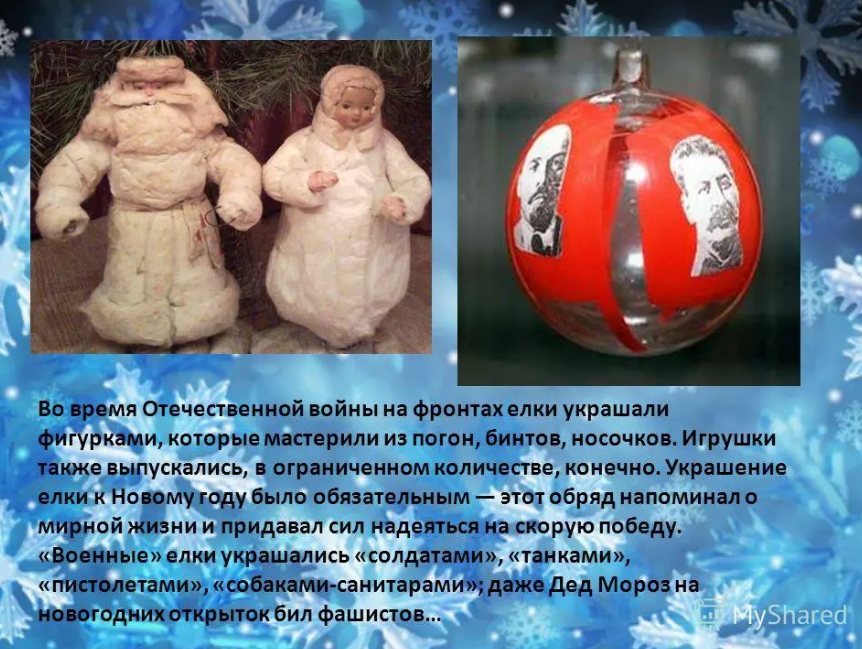 Во время Отечественной войны на фронтах елки украшали
фигурками, которые мастерили из погон, бинтов, носочков. Игрушки
также выпускались, в ограниченном количестве, конечно. Украшение
елки к Новому году было обязательным — этот обряд напоминал о
мирной жизни и придавал сил надеяться на скорую победу.
«Военные» елки украшались «солдатами», «танками»,
«пистолетами», «собаками-санитарами»; даже Дед Мороз на
новогодних открыток бил фашистов…
MyShared